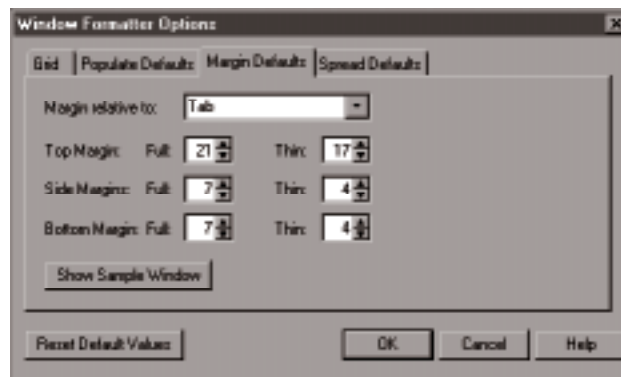 Window Formatter Options
Grid Populate Defaults Margin Defaults Spread Defaults
Margin relative to: Tab
Top Margin: Full: 21 Thin: 17
Side Margins: Full: 7 Thin: 4
Bottom Margin: Full: 7 Thin: 4
Show Sample Window
Reset Default Values OK Cancel Help